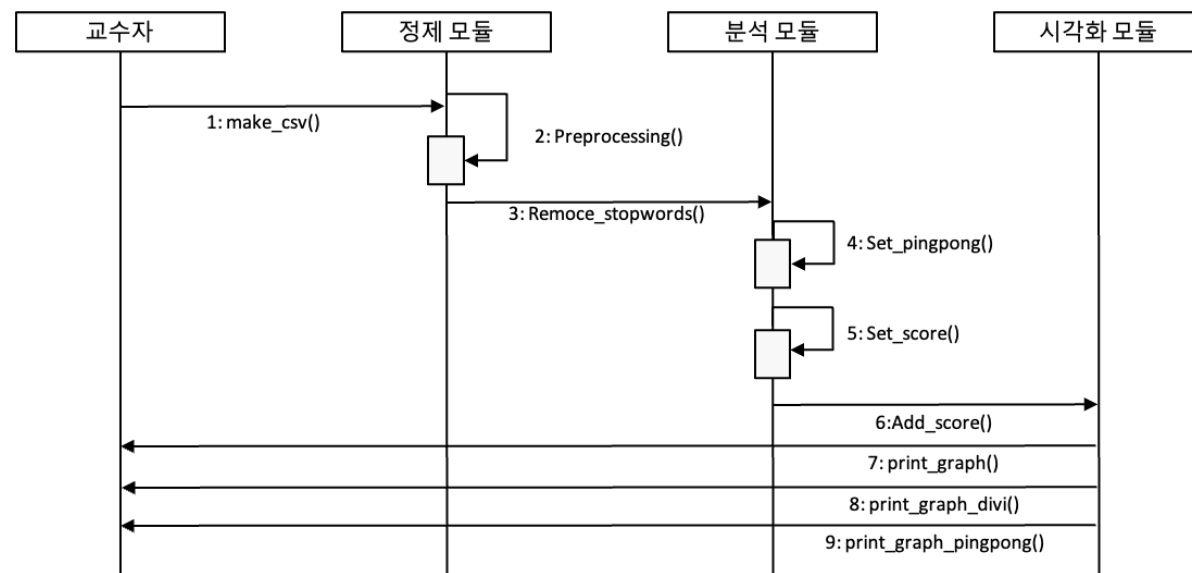 교수자
정제 모듈
분석 모듈
시각화 모듈
1: make_csv()
2: Preprocessing()
3: Remoce_stopwords()
4: Set_pingpong()
5: Set_score()
6:Add_score()
7: print_graph()
8: print_graph_divi()
9: print_graph_pingpong()